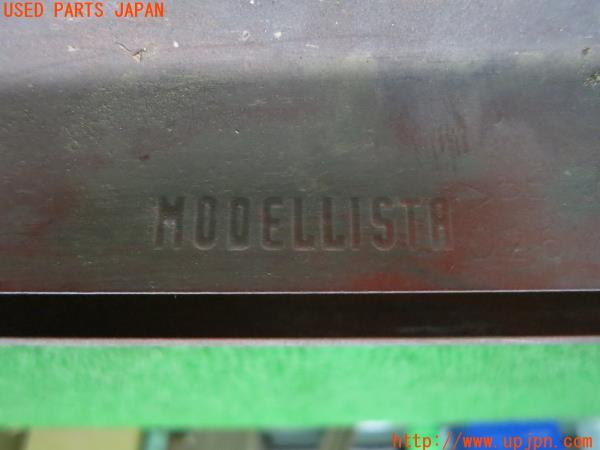 USED PARTS JAPAN
MODELLISTA
http://www.upjpn.com/